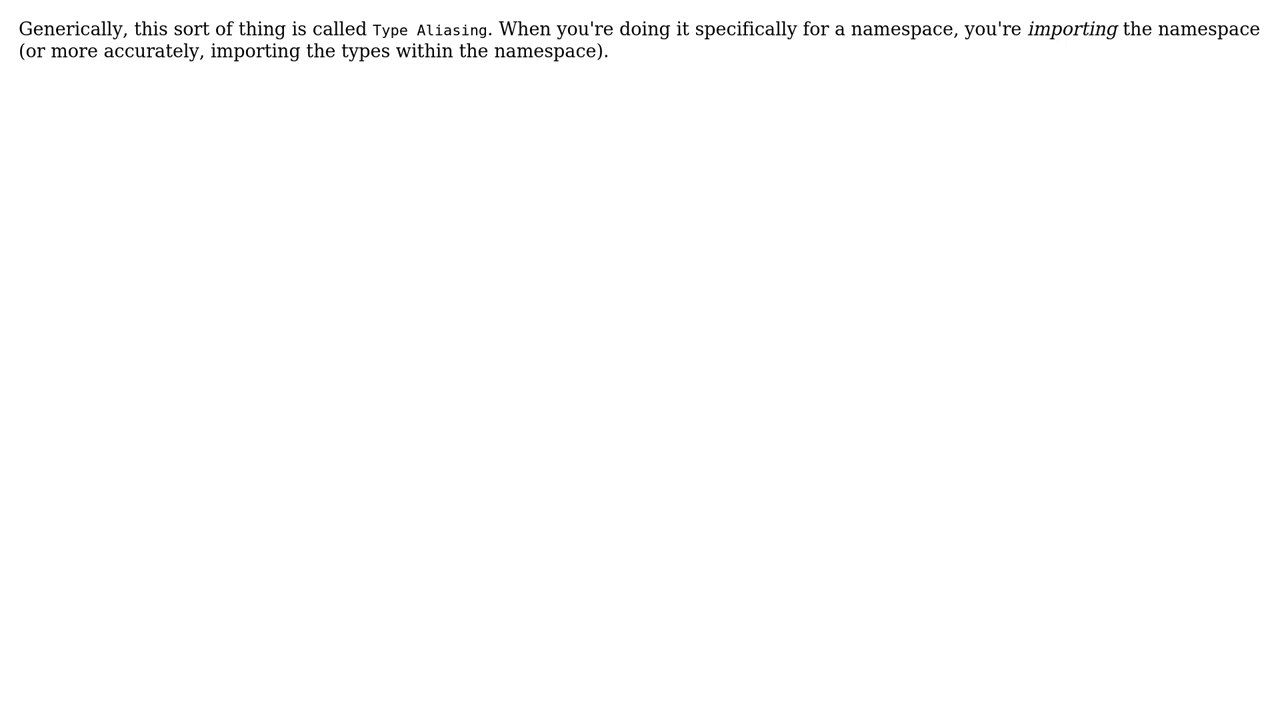 Generically, this sort of thing is called Type Aliasing. When you're doing it specifically for a namespace, you're importing the namespace
(or more accurately, importing the types within the namespace).